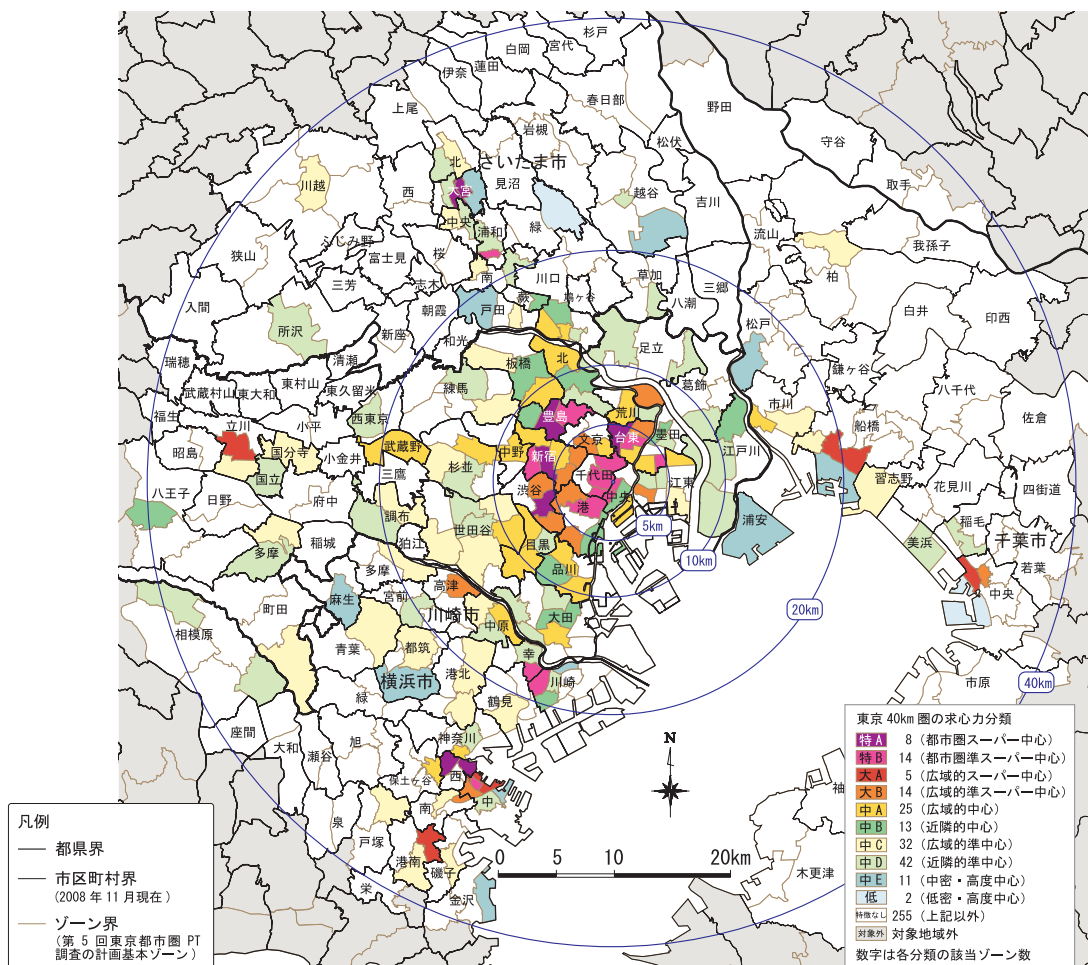 杉戸
白岡
宮代
伊奈
蓮田
春日部
野田
上尾
岩槻
松伏
守谷
北
さいたま市
川越
西
大宮
見沼
越谷
取手
中央
緑
吉川
浦和
流山
狭山
ふじみ野
桜
我孫子
富士見
南
川口
草加
柏
三芳
志木
鳩ヶ谷
三郷
入間
朝霞
戸田
蕨
八潮
白井
印西
所沢
新座
和光
松戸
瑞穂
清瀬
板橋
北
足立
鎌ヶ谷
東村山
東久留米
練馬
葛飾
八千代
武蔵村山
東大和
市川
福生
小平
西東京
豊島
荒川
船橋
佐倉
立川
武蔵野
文京
台東
墨田
江戸川
昭島
国分寺
小金井
中野
新宿
国立
三鷹
杉並
千代田
江東
習志野
八王子
日野
府中
渋谷
中央
花見川
四街道
港
調布
世田谷
5km
浦安
稲毛
稲城
狛江
目黒
美浜
千葉市
多摩
10km
多摩
品川
若葉
高津
中央
町田
麻生
宮前
20km
川崎市
相模原
中原
大田
青葉
都筑
幸
横浜市
港北
川崎
市原
40km
緑
鶴見
座間
大和
瀬谷
旭
神奈川
保土ヶ谷
西
中
南
袖
泉
戸塚
港南
磯子
栄
金沢
木更津
N
0 5 10 20km
凡例
都県界
市区町村界
(2008 年 11 月現在)
ゾーン界
(第 5 回東京都市圏 PT
調査の計画基本ゾーン)
東京 40km 圏の求心力分類
特A 8 (都市圏スーパー中心)
特B 14 (都市圏準スーパー中心)
大A 5 (広域的スーパー中心)
大B 14 (広域的準スーパー中心)
中A 25 (広域的中心)
中B 13 (近隣的中心)
中C 32 (広域的準中心)
中D 42 (近隣的準中心)
中E 11 (中密・高度中心)
低 2 (低密・高度中心)
特徴なし 255 (上記以外)
対象外 対象地域外
数字は各分類の該当ゾーン数